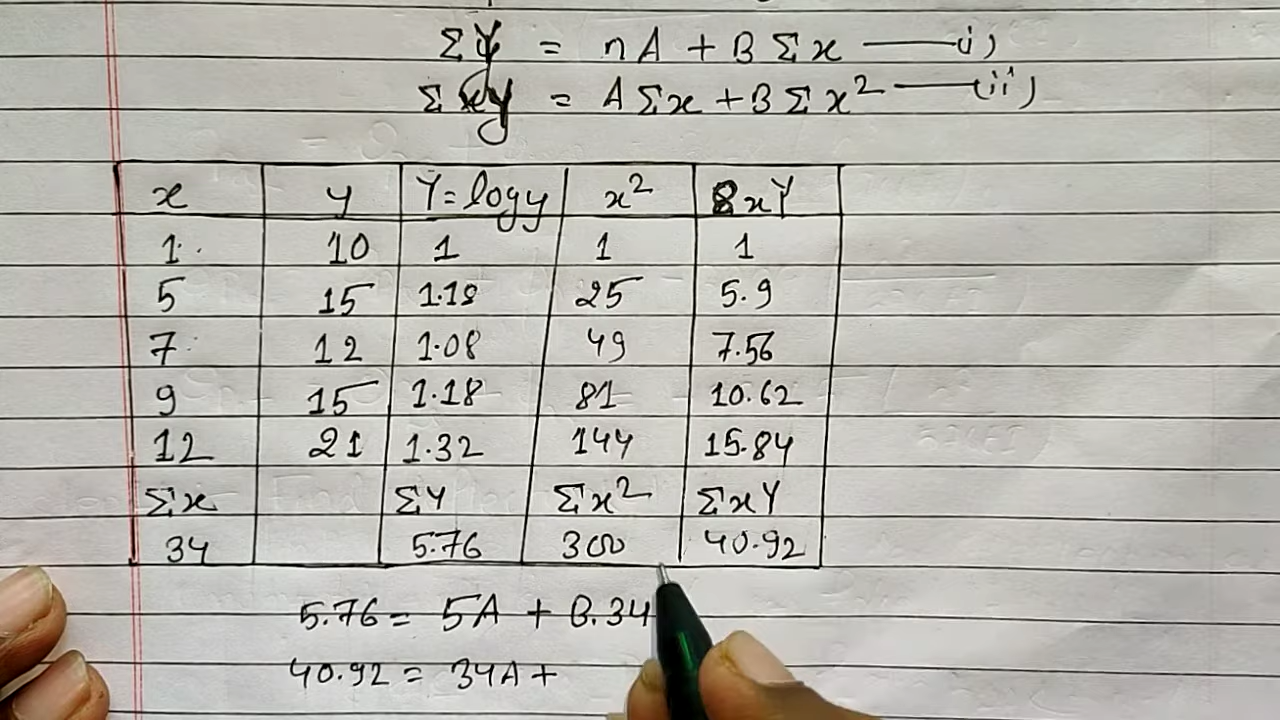 ΣY = nA + BΣx —(i)
Σxy = AΣx + BΣx² —(ii)
x y Y=logy x² xY
1 10 1 1 1
5 15 1.18 25 5.9
7 12 1.08 49 7.56
9 15 1.18 81 10.62
12 21 1.32 144 15.84
Σx ΣY Σx² ΣxY
34 5.76 300 40.92
5.76 = 5A + B.34
40.92 = 34A +